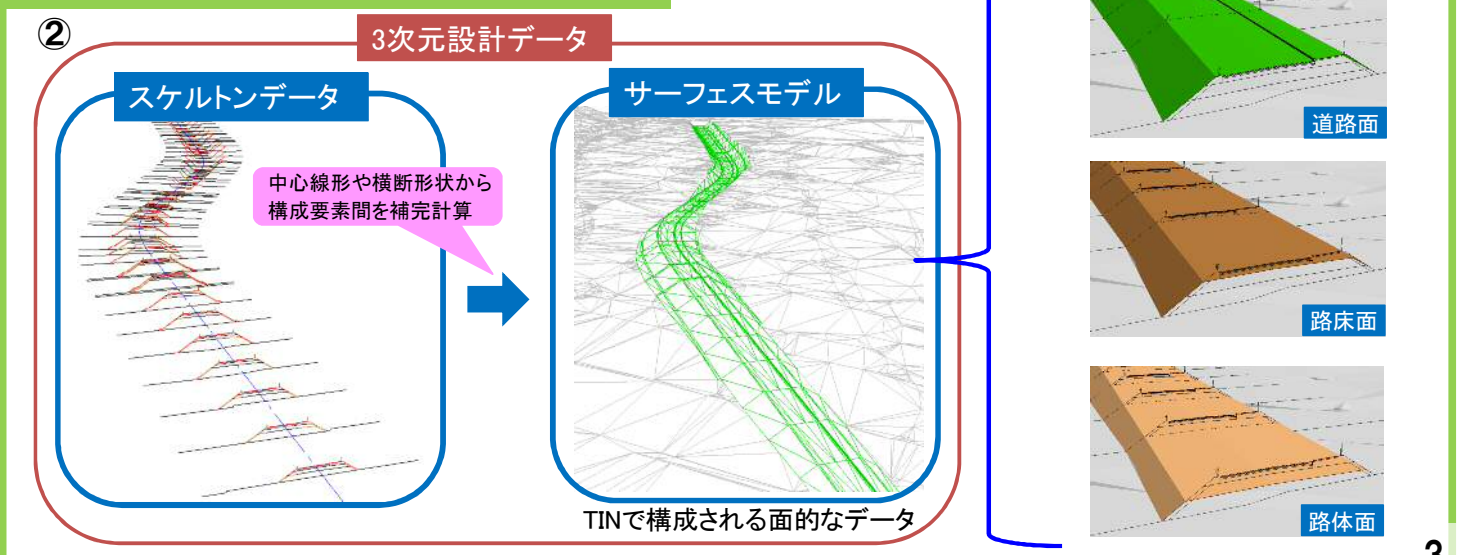 ②
3次元設計データ
スケルトンデータ
サーフェスモデル
中心線形や横断形状から
構成要素間を補完計算
TINで構成される面的なデータ
道路面
路床面
路体面
3